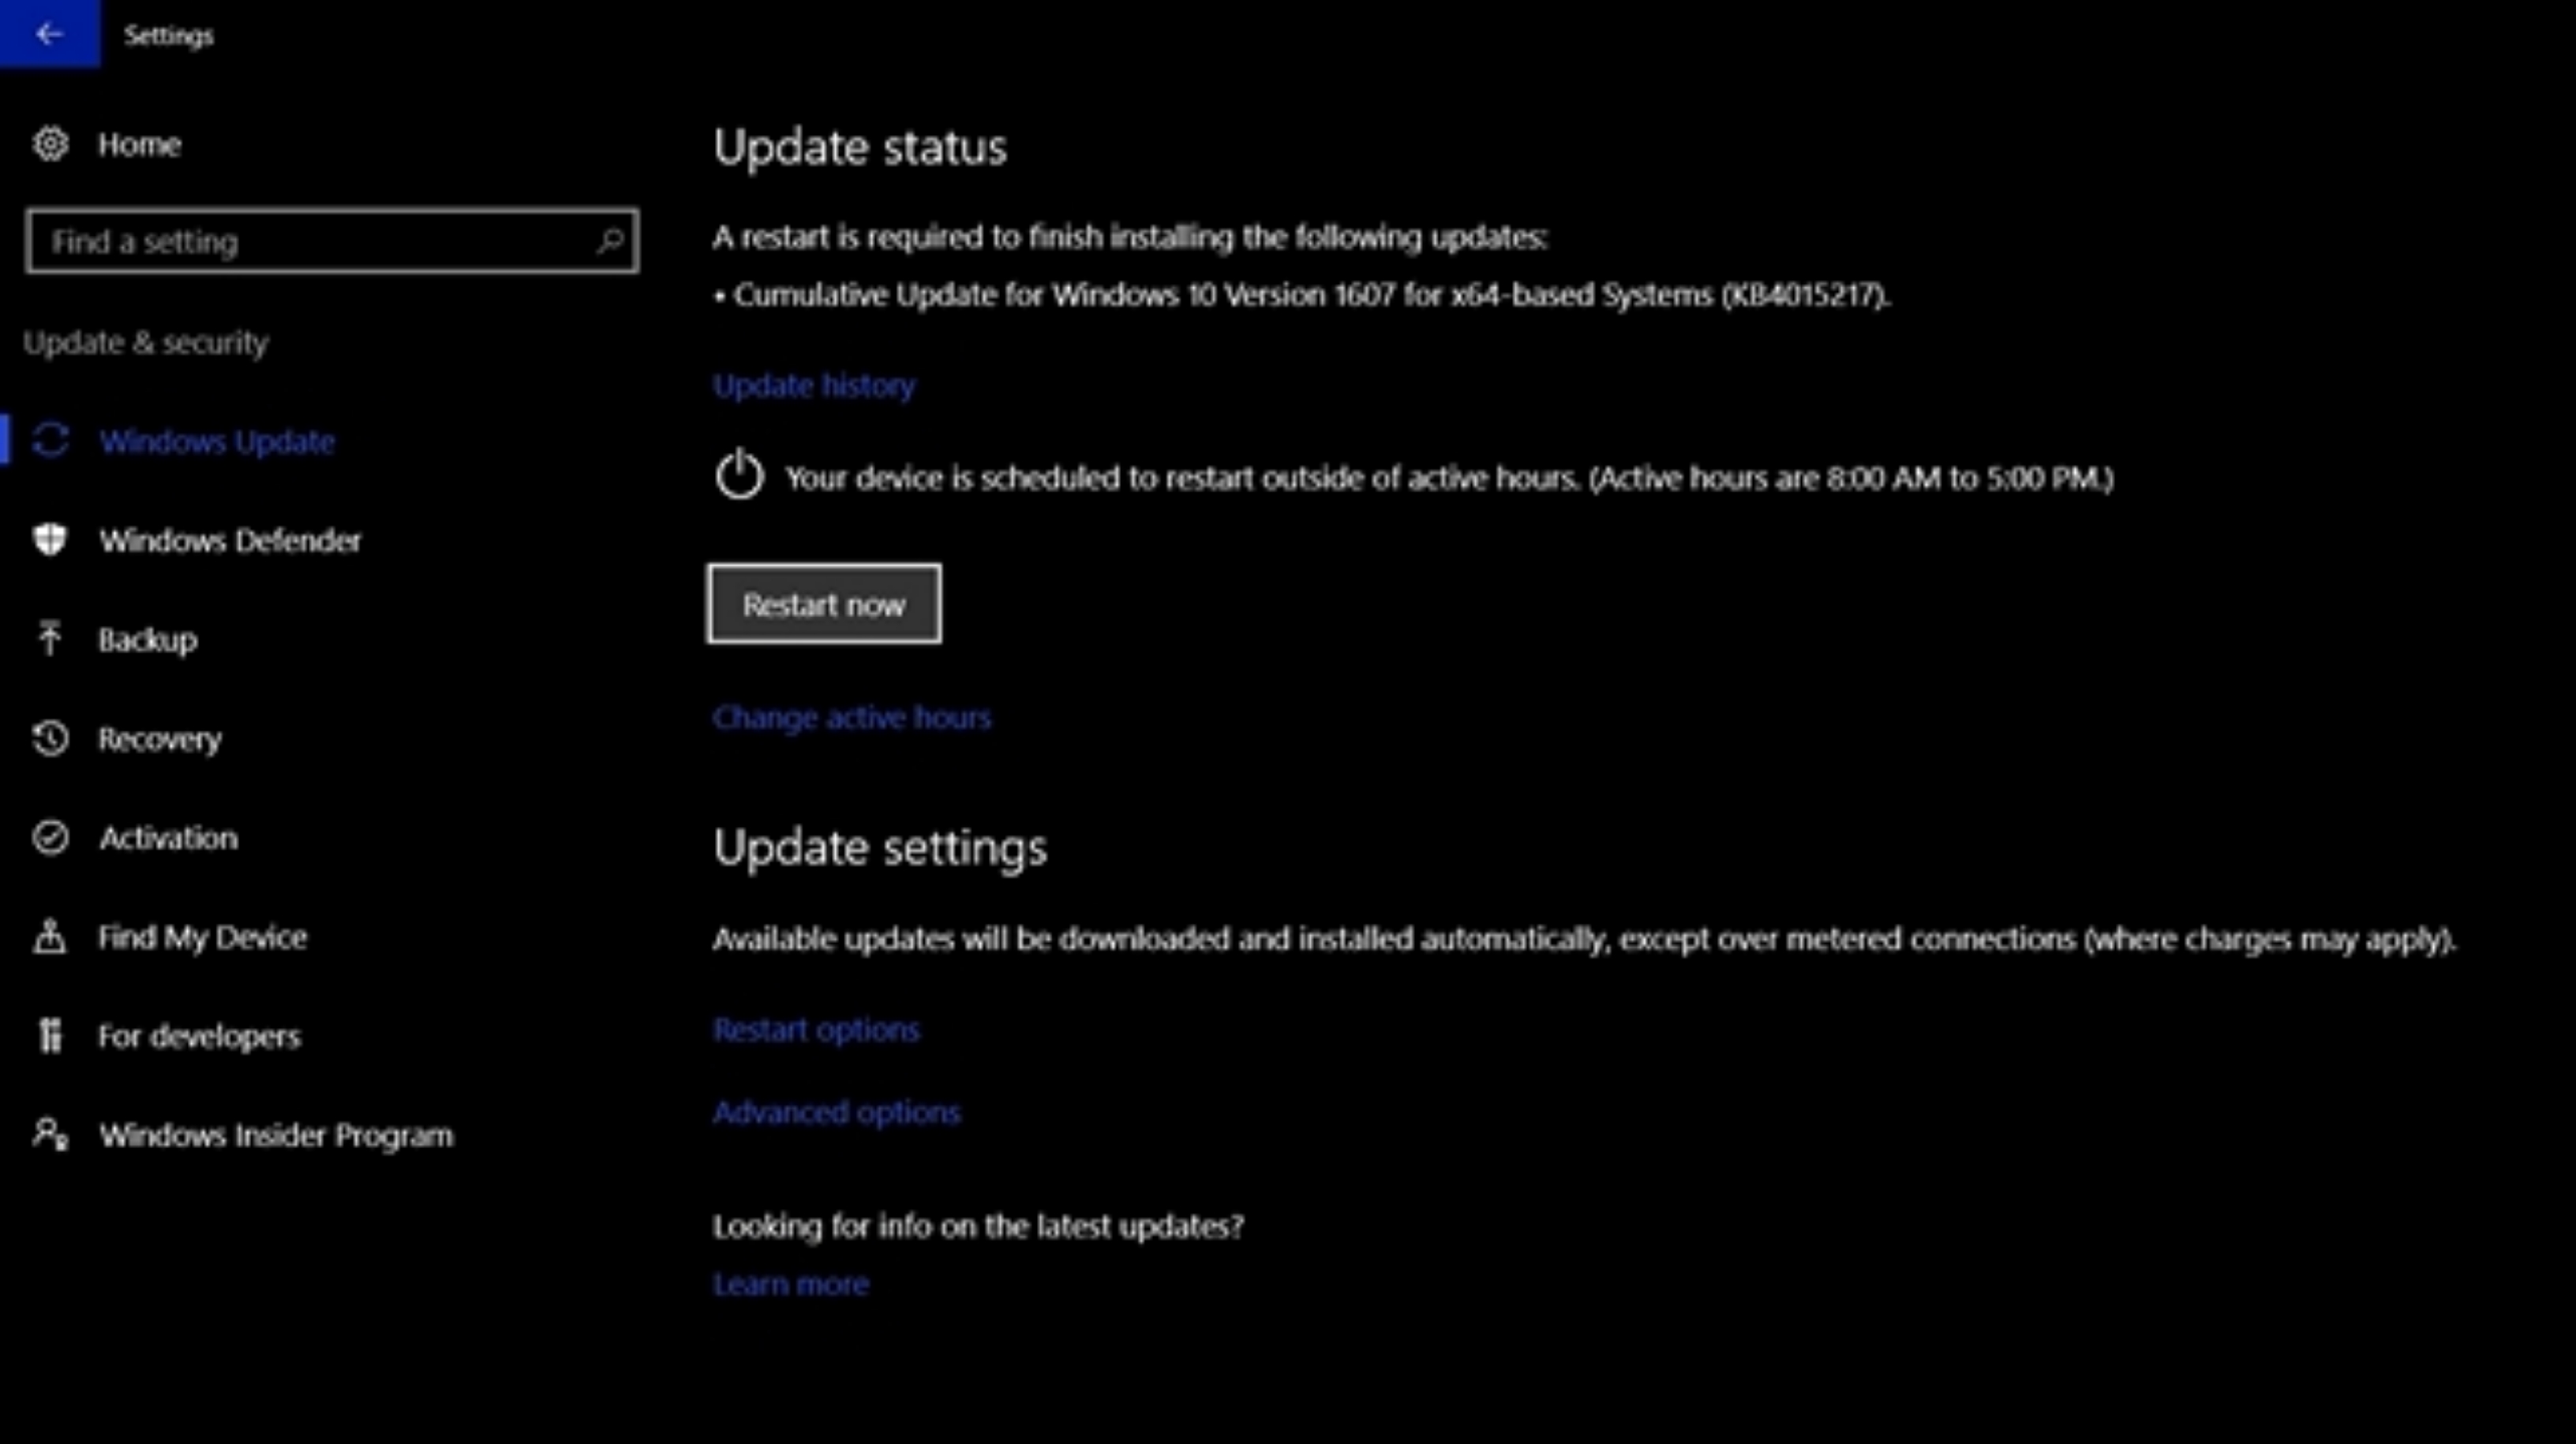 Settings
Home
Find a setting
Update & security
Windows Update
Windows Defender
Backup
Recovery
Activation
Find My Device
For developers
Windows Insider Program
Update status
A restart is required to finish installing the following updates:
• Cumulative Update for Windows 10 Version 1607 for x64-based Systems (KB4015217).
Update history
Your device is scheduled to restart outside of active hours. (Active hours are 8:00 AM to 5:00 PM.)
Restart now
Change active hours
Update settings
Available updates will be downloaded and installed automatically, except over metered connections (where charges may apply).
Restart options
Advanced options
Looking for info on the latest updates?
Learn more